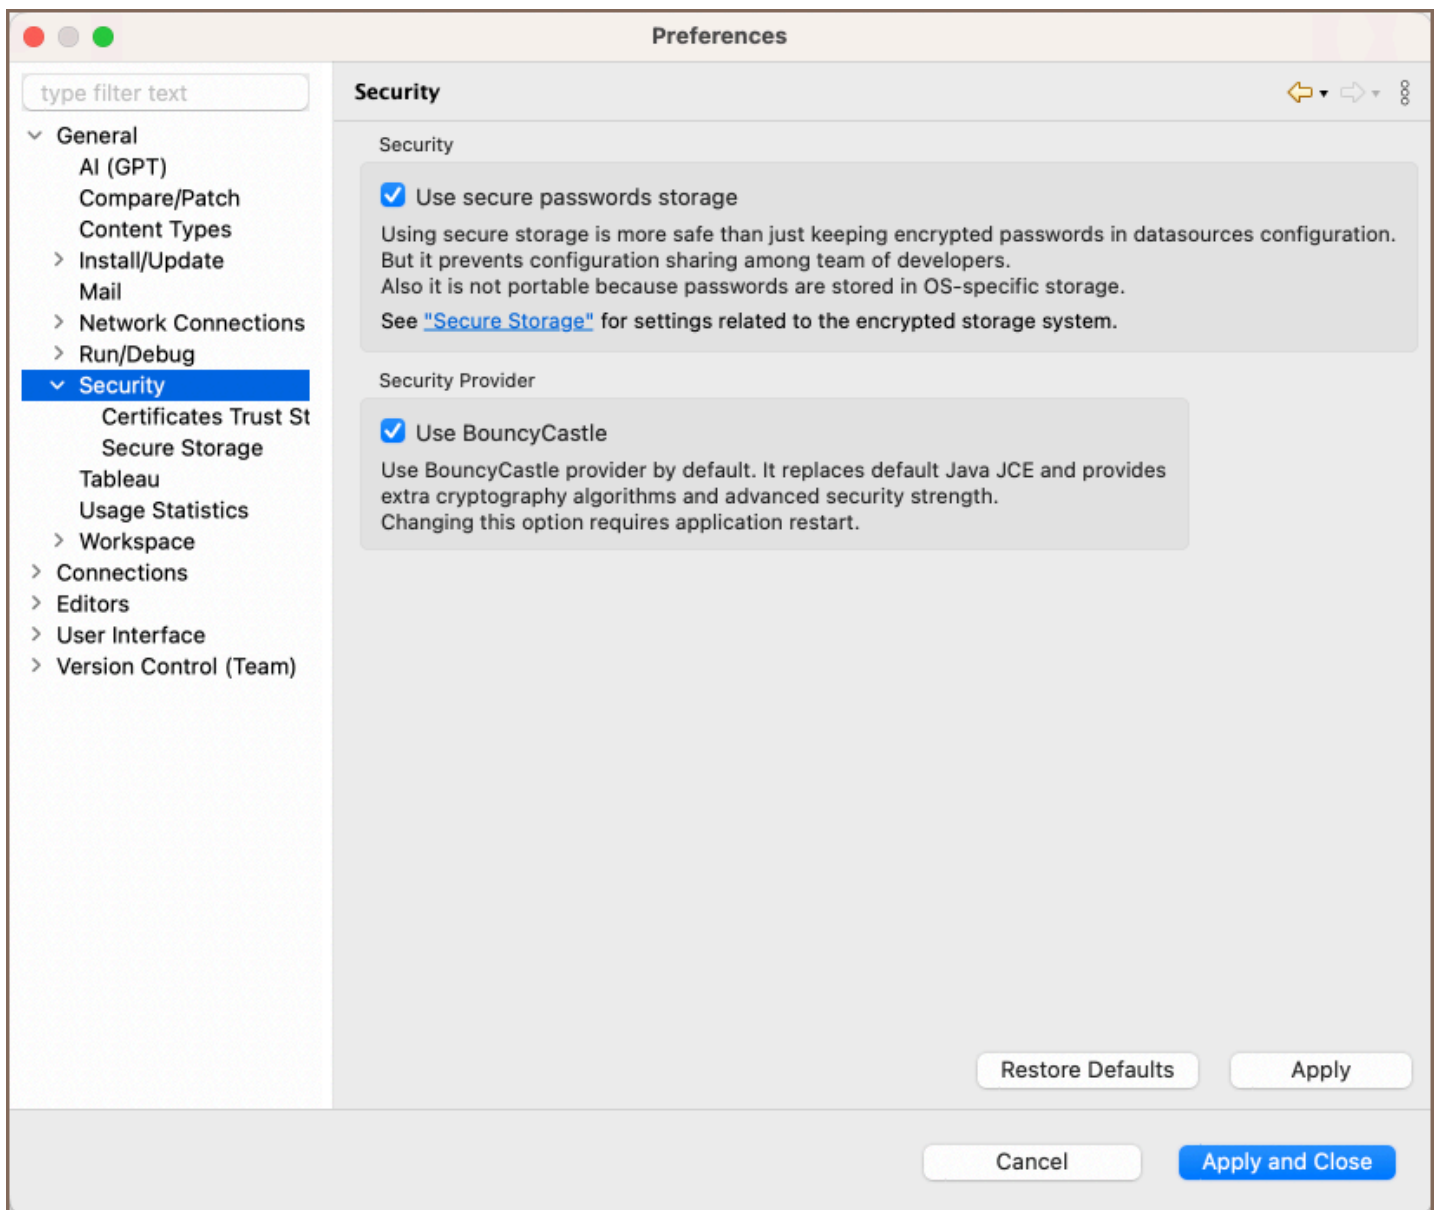 Preferences
type filter text
General
AI (GPT)
Compare/Patch
Content Types
Install/Update
Mail
Network Connections
Run/Debug
Security
Certificates Trust St
Secure Storage
Tableau
Usage Statistics
Workspace
Connections
Editors
User Interface
Version Control (Team)
Security
Security
Use secure passwords storage
Using secure storage is more safe than just keeping encrypted passwords in datasources configuration.
But it prevents configuration sharing among team of developers.
Also it is not portable because passwords are stored in OS-specific storage.
See "Secure Storage" for settings related to the encrypted storage system.
Security Provider
Use BouncyCastle
Use BouncyCastle provider by default. It replaces default Java JCE and provides
extra cryptography algorithms and advanced security strength.
Changing this option requires application restart.
Restore Defaults
Apply
Cancel
Apply and Close